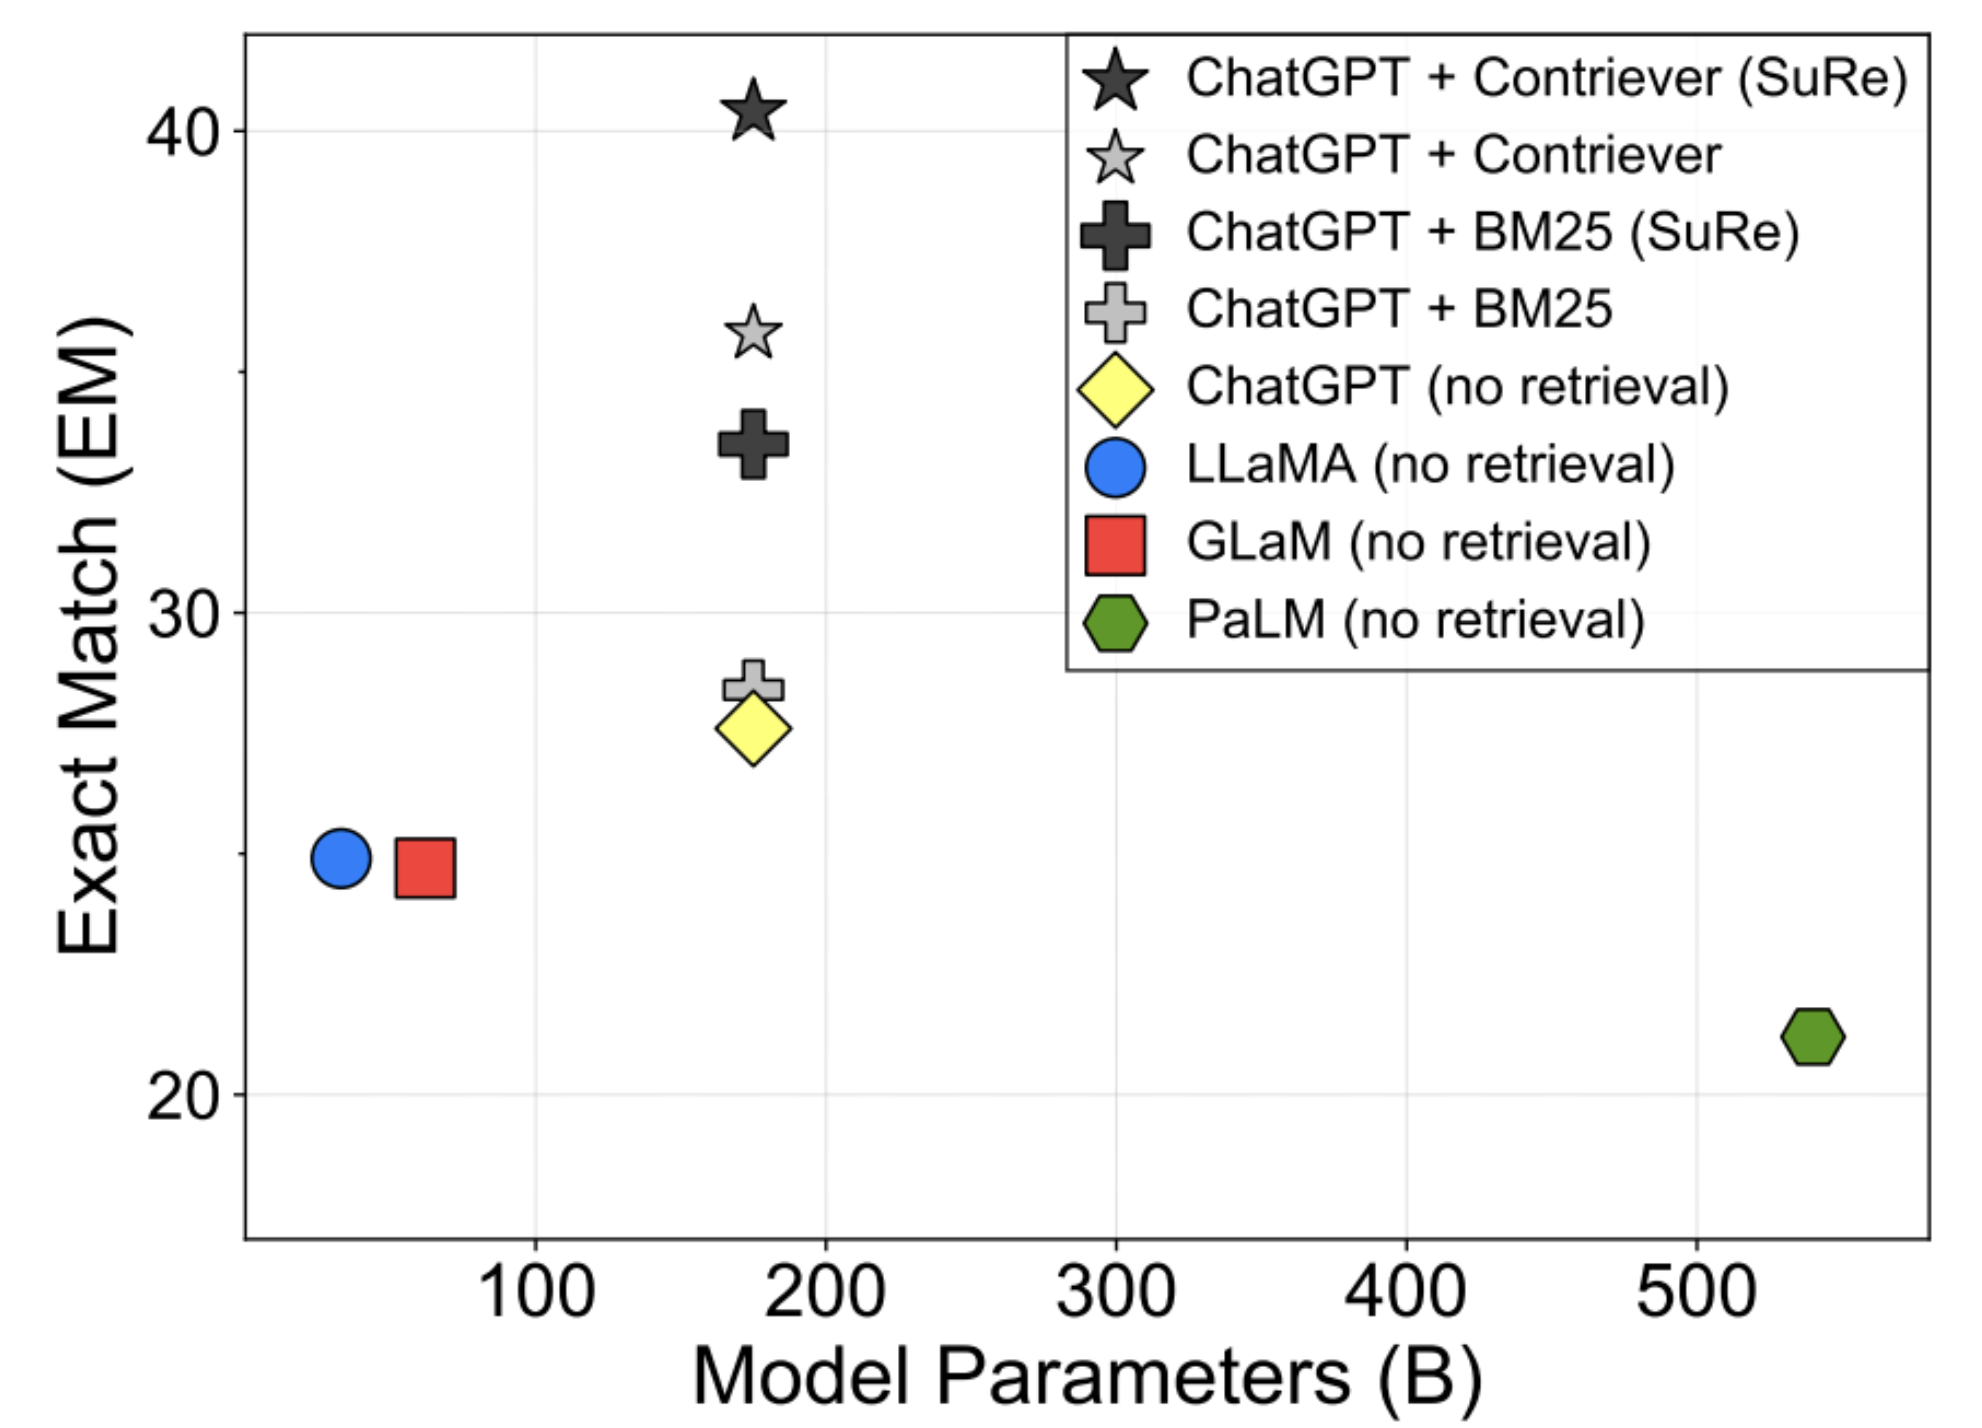 Exact Match (EM)
40
30
20
ChatGPT + Contriever (SuRe)
ChatGPT + Contriever
ChatGPT + BM25 (SuRe)
ChatGPT + BM25
ChatGPT (no retrieval)
LLaMA (no retrieval)
GLaM (no retrieval)
PaLM (no retrieval)
100 200 300 400 500
Model Parameters (B)